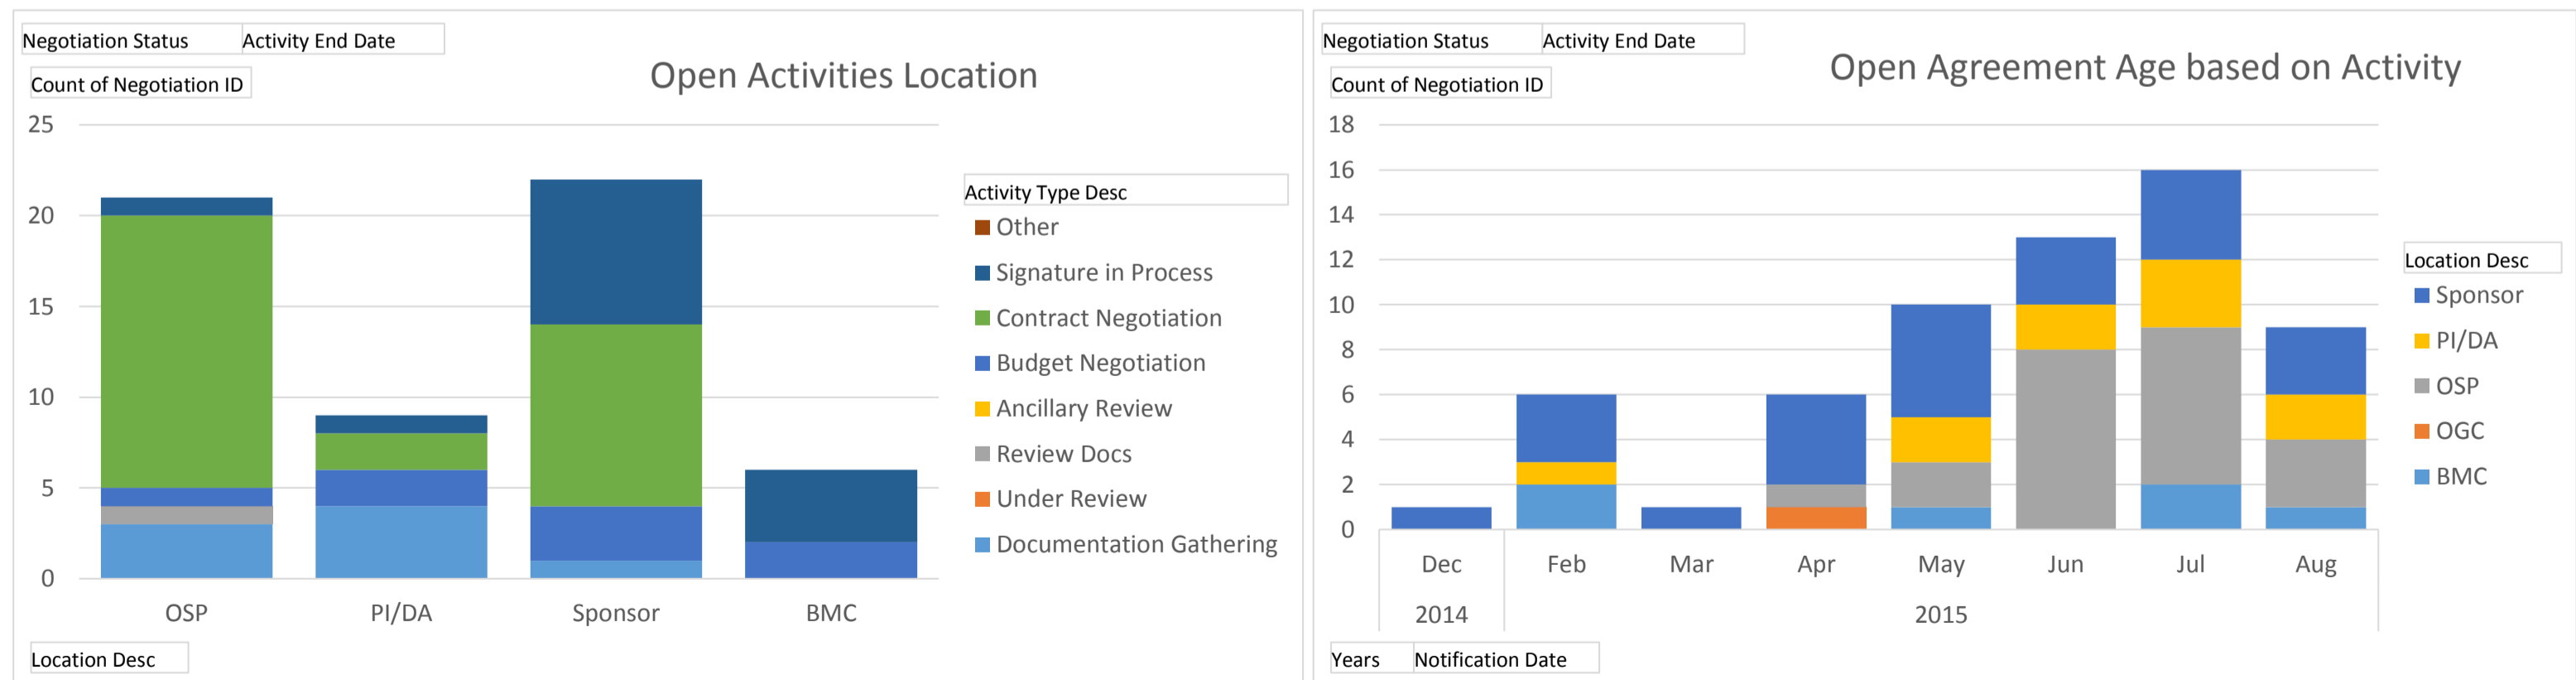 Negotiation Status Activity End Date
Count of Negotiation ID
Open Activities Location
25
20
15
10
5
0
OSP PI/DA Sponsor BMC
Location Desc
Activity Type Desc
Other
Signature in Process
Contract Negotiation
Budget Negotiation
Ancillary Review
Review Docs
Under Review
Documentation Gathering
Negotiation Status Activity End Date
Count of Negotiation ID
Open Agreement Age based on Activity
18
16
14
12
10
8
6
4
2
0
Dec Feb Mar Apr May Jun Jul Aug
2014 2015
Years Notification Date
Location Desc
Sponsor
PI/DA
OSP
OGC
BMC